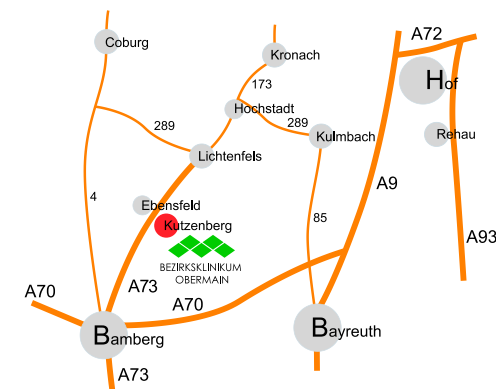 A72
Coburg
Kronach
173
Hof
Hochstadt
289
289
Kulmbach
Rehau
Lichtenfels
A9
4
Ebensfeld
Kutzenberg
85
A93
BEZIRKSKLINIKUM
OBERMAIN
A73
A70
A70
Bamberg
Bayreuth
A73